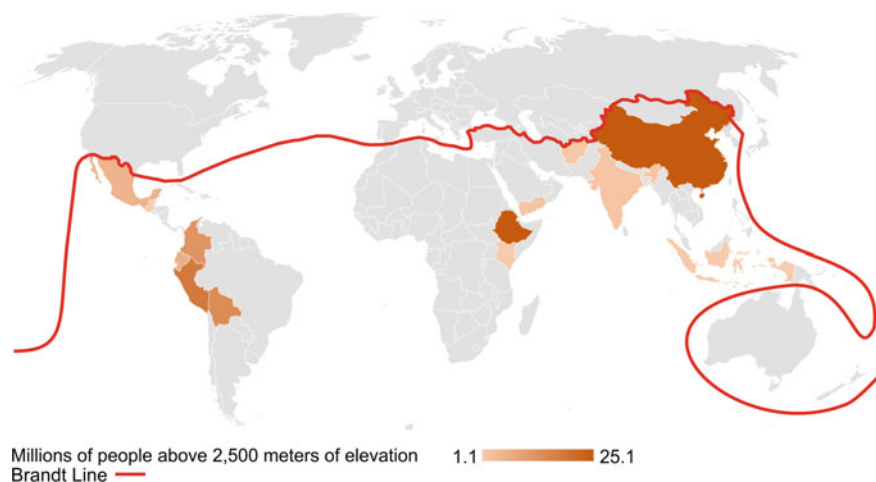 Millions of people above 2,500 meters of elevation 1.1 25.1
Brandt Line